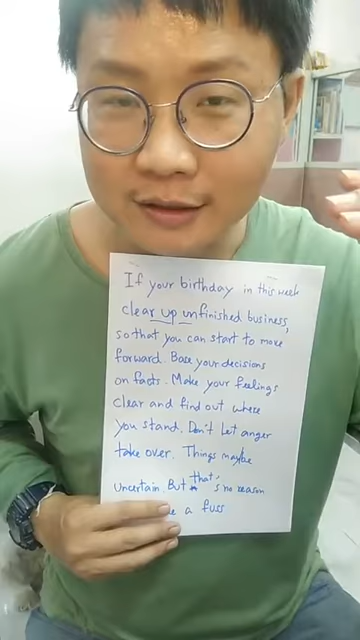 If your birthday in this week
clear up unfinished business,
so that you can start to move
forward. Base your decisions
on facts. Make your feelings
clear and find out where
you stand. Don't let anger
take over. Things maybe
uncertain. But that's no reason
a fuss